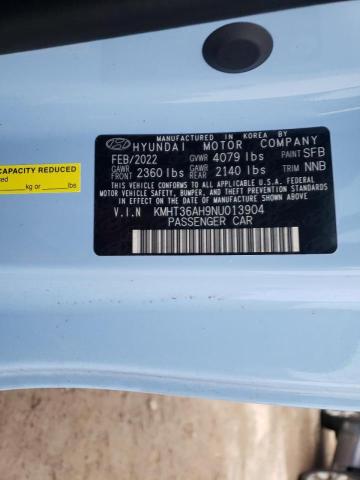 MANUFACTURED IN KOREA BY
HYUNDAI MOTOR COMPANY
FEB/2022 GVWR 4079 lbs PAINT SFB
GAWR FRONT 2360 lbs GAWR REAR 2140 lbs TRIM NNB
THIS VEHICLE CONFORMS TO ALL APPLICABLE U.S.A. FEDERAL
MOTOR VEHICLE SAFETY, BUMPER, AND THEFT PREVENTION
STANDARDS IN EFFECT ON THE DATE OF MANUFACTURE
SHOWN ABOVE.
V.I.N KMHT36AH9NU013904
PASSENGER CAR
CAPACITY REDUCED
kg or lbs